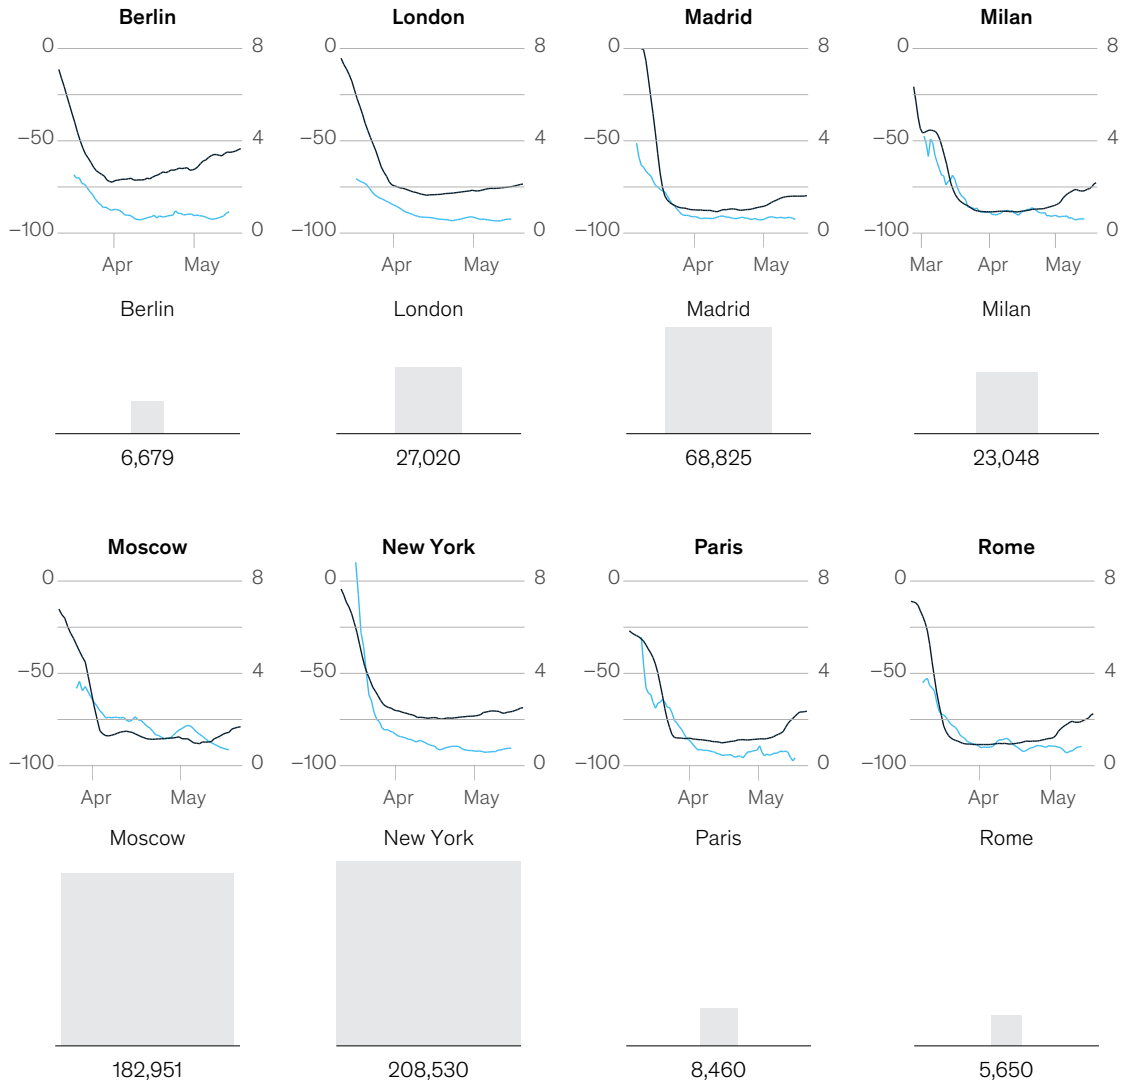 Berlin London Madrid Milan
0 8 0 8 0 8 0 8
–50 4 –50 4 –50 4 –50 4
–100 0 –100 0 –100 0 –100 0
Apr May Apr May Apr May Mar Apr May
Berlin London Madrid Milan
6,679 27,020 68,825 23,048
Moscow New York Paris Rome
0 8 0 8 0 8 0 8
–50 4 –50 4 –50 4 –50 4
–100 0 –100 0 –100 0 –100 0
Apr May Apr May Apr May Apr May
Moscow New York Paris Rome
182,951 208,530 8,460 5,650